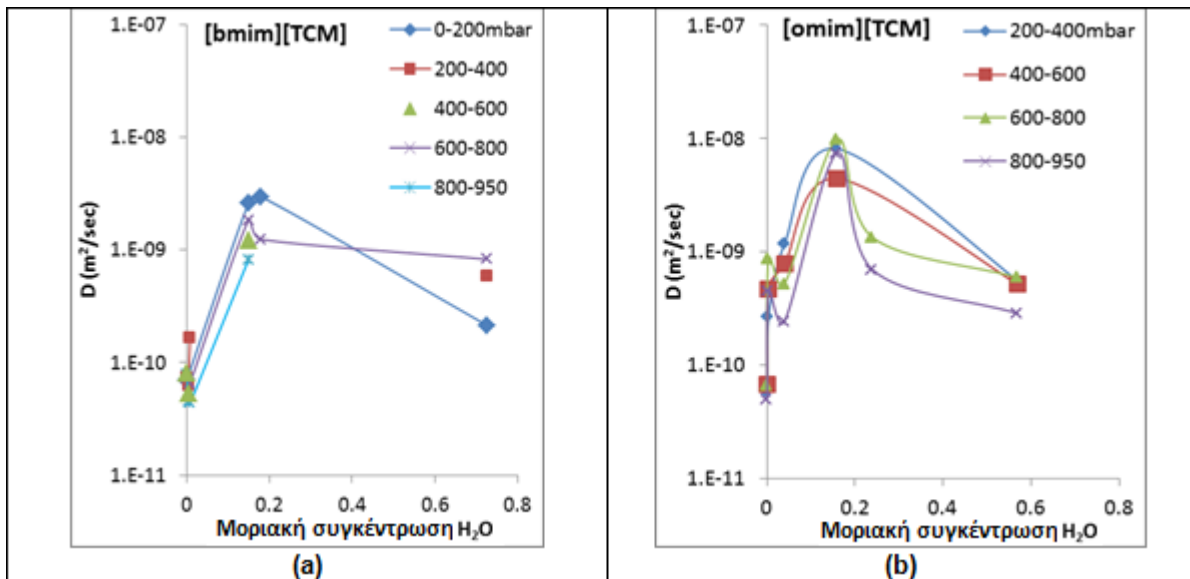 [bmim][TCM]
0-200mbar
200-400
400-600
600-800
800-950
1.E-07
1.E-08
1.E-09
1.E-10
1.E-11
D (m²/sec)
0
0.2
0.4
0.6
0.8
Μοριακή συγκέντρωση H₂O
(a)
[omim][TCM]
200-400mbar
400-600
600-800
800-950
1.E-07
1.E-08
1.E-09
1.E-10
1.E-11
D (m²/sec)
0
0.2
0.4
0.6
0.8
Μοριακή συγκέντρωση H₂O
(b)